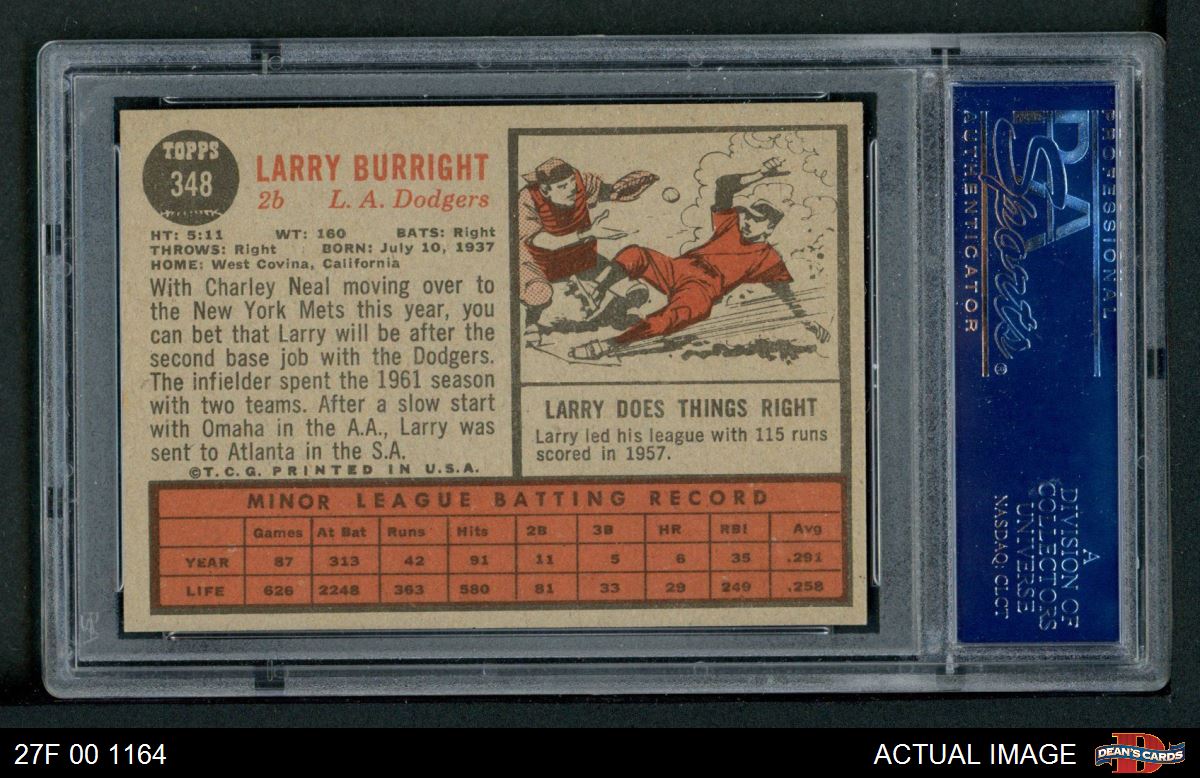 TOPPS
348
LARRY BURRIGHT
2b L. A. Dodgers
HT: 5:11 WT: 160 BATS: Right
THROWS: Right BORN: July 10, 1937
HOME: West Covina, California
With Charley Neal moving over to
the New York Mets this year, you
can bet that Larry will be after the
second base job with the Dodgers.
The infielder spent the 1961 season
with two teams. After a slow start
with Omaha in the A.A., Larry was
sent to Atlanta in the S.A.
©T.C.G. PRINTED IN U.S.A.
LARRY DOES THINGS RIGHT
Larry led his league with 115 runs
scored in 1957.
MINOR LEAGUE BATTING RECORD
Games At Bat Runs Hits 2B 3B HR RBI Avg
YEAR 87 313 42 91 11 5 6 35 .291
LIFE 626 2248 363 580 81 33 29 249 .258
PROFESSIONAL
PSA
Sports
®
AUTHENTICATOR
A
DIVISION OF
COLLECTORS
UNIVERSE
NASDAQ: CLCT
27F 00 1164
ACTUAL IMAGE
DEAN'S CARDS